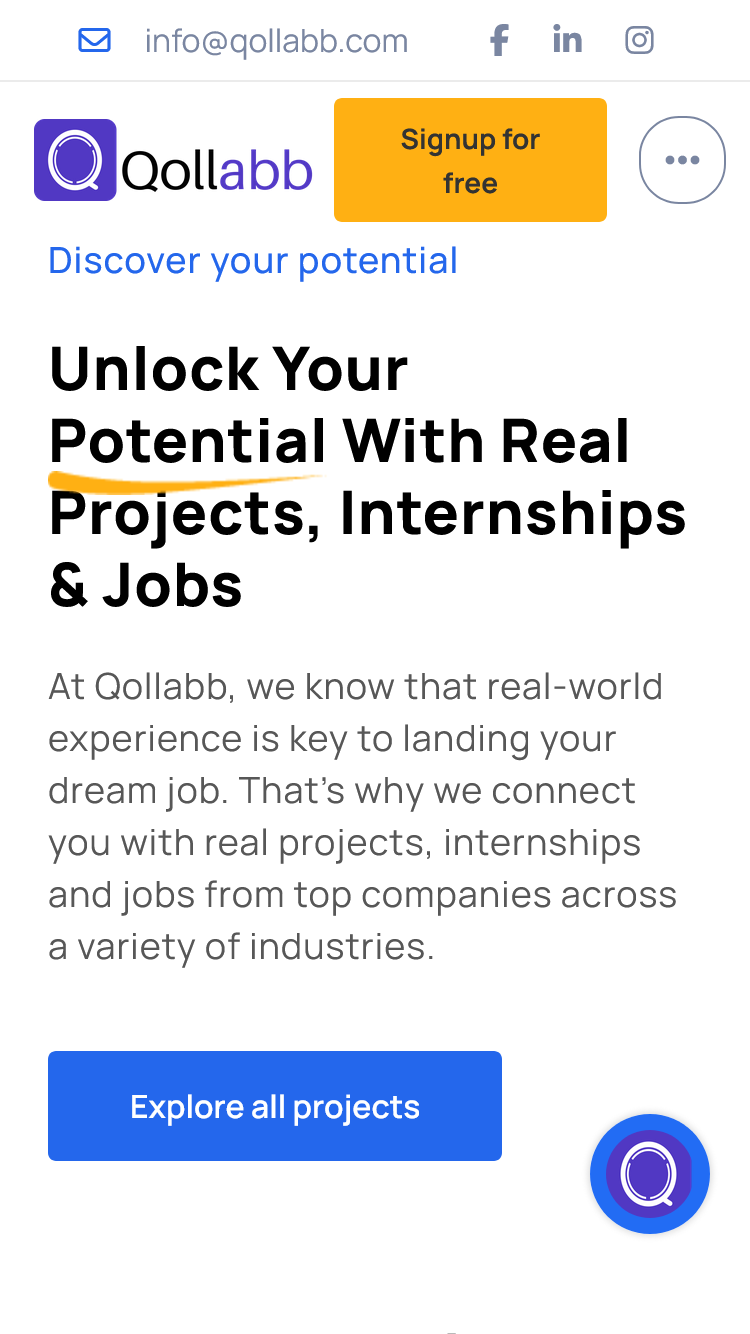 info@qollabb.com
Qollabb
Signup for
free
Discover your potential
Unlock Your
Potential With Real
Projects, Internships
& Jobs
At Qollabb, we know that real-world
experience is key to landing your
dream job. That's why we connect
you with real projects, internships
and jobs from top companies across
a variety of industries.
Explore all projects